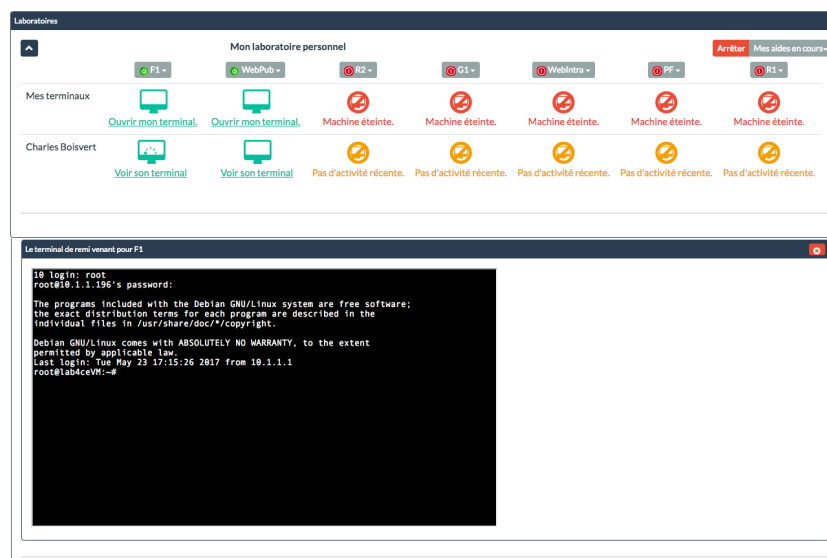 Laboratoires
Mon laboratoire personnel
Arrêter Mes aides en cours
F1 WebPub R2 G1 WebIntra PF R1
Mes terminaux
Ouvrir mon terminal. Ouvrir mon terminal. Machine éteinte. Machine éteinte. Machine éteinte. Machine éteinte. Machine éteinte.
Charles Boisvert
Voir son terminal Voir son terminal Pas d'activité récente. Pas d'activité récente. Pas d'activité récente. Pas d'activité récente. Pas d'activité récente.
Le terminal de remi venant pour F1
10 login: root
root@10.1.1.196's password:
The programs included with the Debian GNU/Linux system are free software;
the exact distribution terms for each program are described in the
individual files in /usr/share/doc/*/copyright.
Debian GNU/Linux comes with ABSOLUTELY NO WARRANTY, to the extent
permitted by applicable law.
Last login: Tue May 23 17:15:26 2017 from 10.1.1.1
root@lab4ceVM:~#